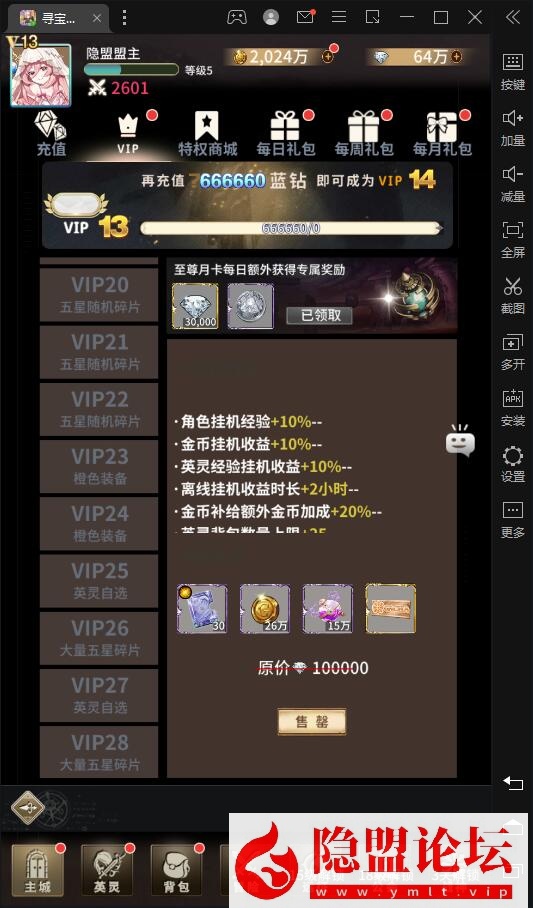 寻宝...
V13
隐盟盟主
2,024万
64万
等级5
2601
充值
VIP
特权商城
每日礼包
每周礼包
每月礼包
再充值 666660 蓝钻 即可成为 VIP 14
VIP 13
666660/0
VIP20
五星随机碎片
VIP21
五星随机碎片
VIP22
五星随机碎片
VIP23
橙色装备
VIP24
橙色装备
VIP25
英灵自选
VIP26
大量五星碎片
VIP27
英灵自选
VIP28
大量五星碎片
至尊月卡每日额外获得专属奖励
30,000
已领取
·角色挂机经验+10%--
·金币挂机收益+10%--
·英灵经验挂机收益+10%--
·离线挂机收益时长+2小时--
·金币补给额外金币加成+20%--
·英灵背包数量上限+25
30
26万
15万
原价 100000
售罄
按键
加量
减量
全屏
截图
多开
APK
安装
设置
更多
主城
英灵
背包
隐盟论坛
www.ymlt.vip